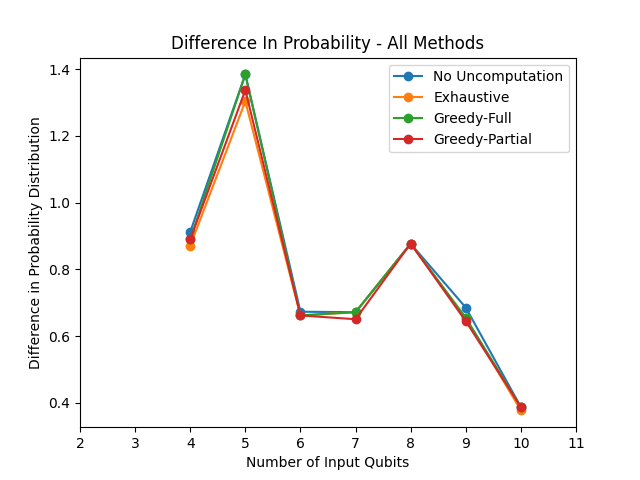 Difference In Probability - All Methods
Difference in Probability Distribution
1.4
1.2
1.0
0.8
0.6
0.4
No Uncomputation
Exhaustive
Greedy-Full
Greedy-Partial
2 3 4 5 6 7 8 9 10 11
Number of Input Qubits